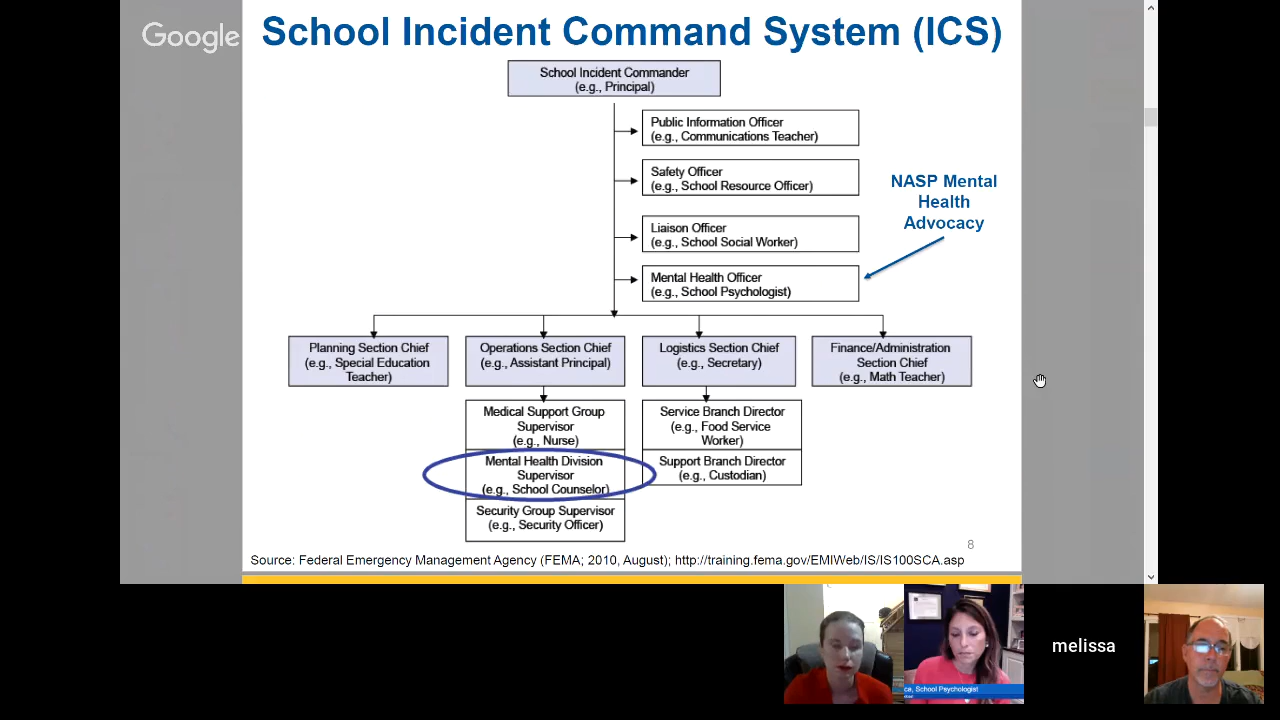 Google
School Incident Command System (ICS)
School Incident Commander
(e.g., Principal)
Public Information Officer
(e.g., Communications Teacher)
Safety Officer
(e.g., School Resource Officer)
NASP Mental
Health
Advocacy
Liaison Officer
(e.g., School Social Worker)
Mental Health Officer
(e.g., School Psychologist)
Planning Section Chief
(e.g., Special Education
Teacher)
Operations Section Chief
(e.g., Assistant Principal)
Logistics Section Chief
(e.g., Secretary)
Finance/Administration
Section Chief
(e.g., Math Teacher)
Medical Support Group
Supervisor
(e.g., Nurse)
Mental Health Division
Supervisor
(e.g., School Counselor)
Security Group Supervisor
(e.g., Security Officer)
Service Branch Director
(e.g., Food Service
Worker)
Support Branch Director
(e.g., Custodian)
8
Source: Federal Emergency Management Agency (FEMA; 2010, August); http://training.fema.gov/EMIWeb/IS/IS100SCA.asp
School Psychologist
melissa